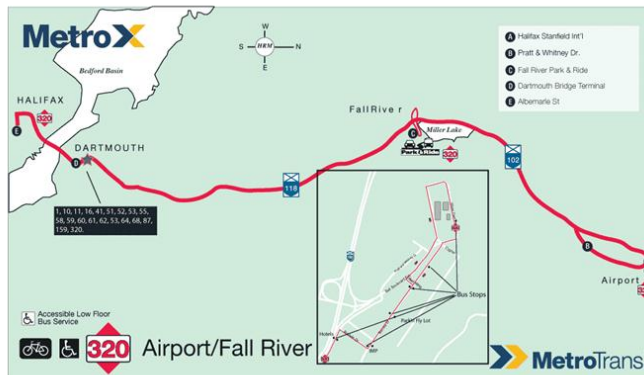 MetroX
Bedford Basin
W
S
HRM
N
E
A Halifax Stanfield Int'l
B Pratt & Whitney Dr.
C Fall River Park & Ride
D Dartmouth Bridge Terminal
E Albemarle St
HALIFAX
320
E
DARTMOUTH
D
1, 10, 11, 16, 41, 51, 52, 53, 55,
58, 59, 60, 61, 62, 53, 64, 68, 87,
159, 320.
118
Fall River
C
Miller Lake
Park & Ride
320
102
B
Airport
Bus Stops
Park'n Fly Lot
Hotels
Accessible Low Floor
Bus Service
320 Airport/Fall River
MetroTrans